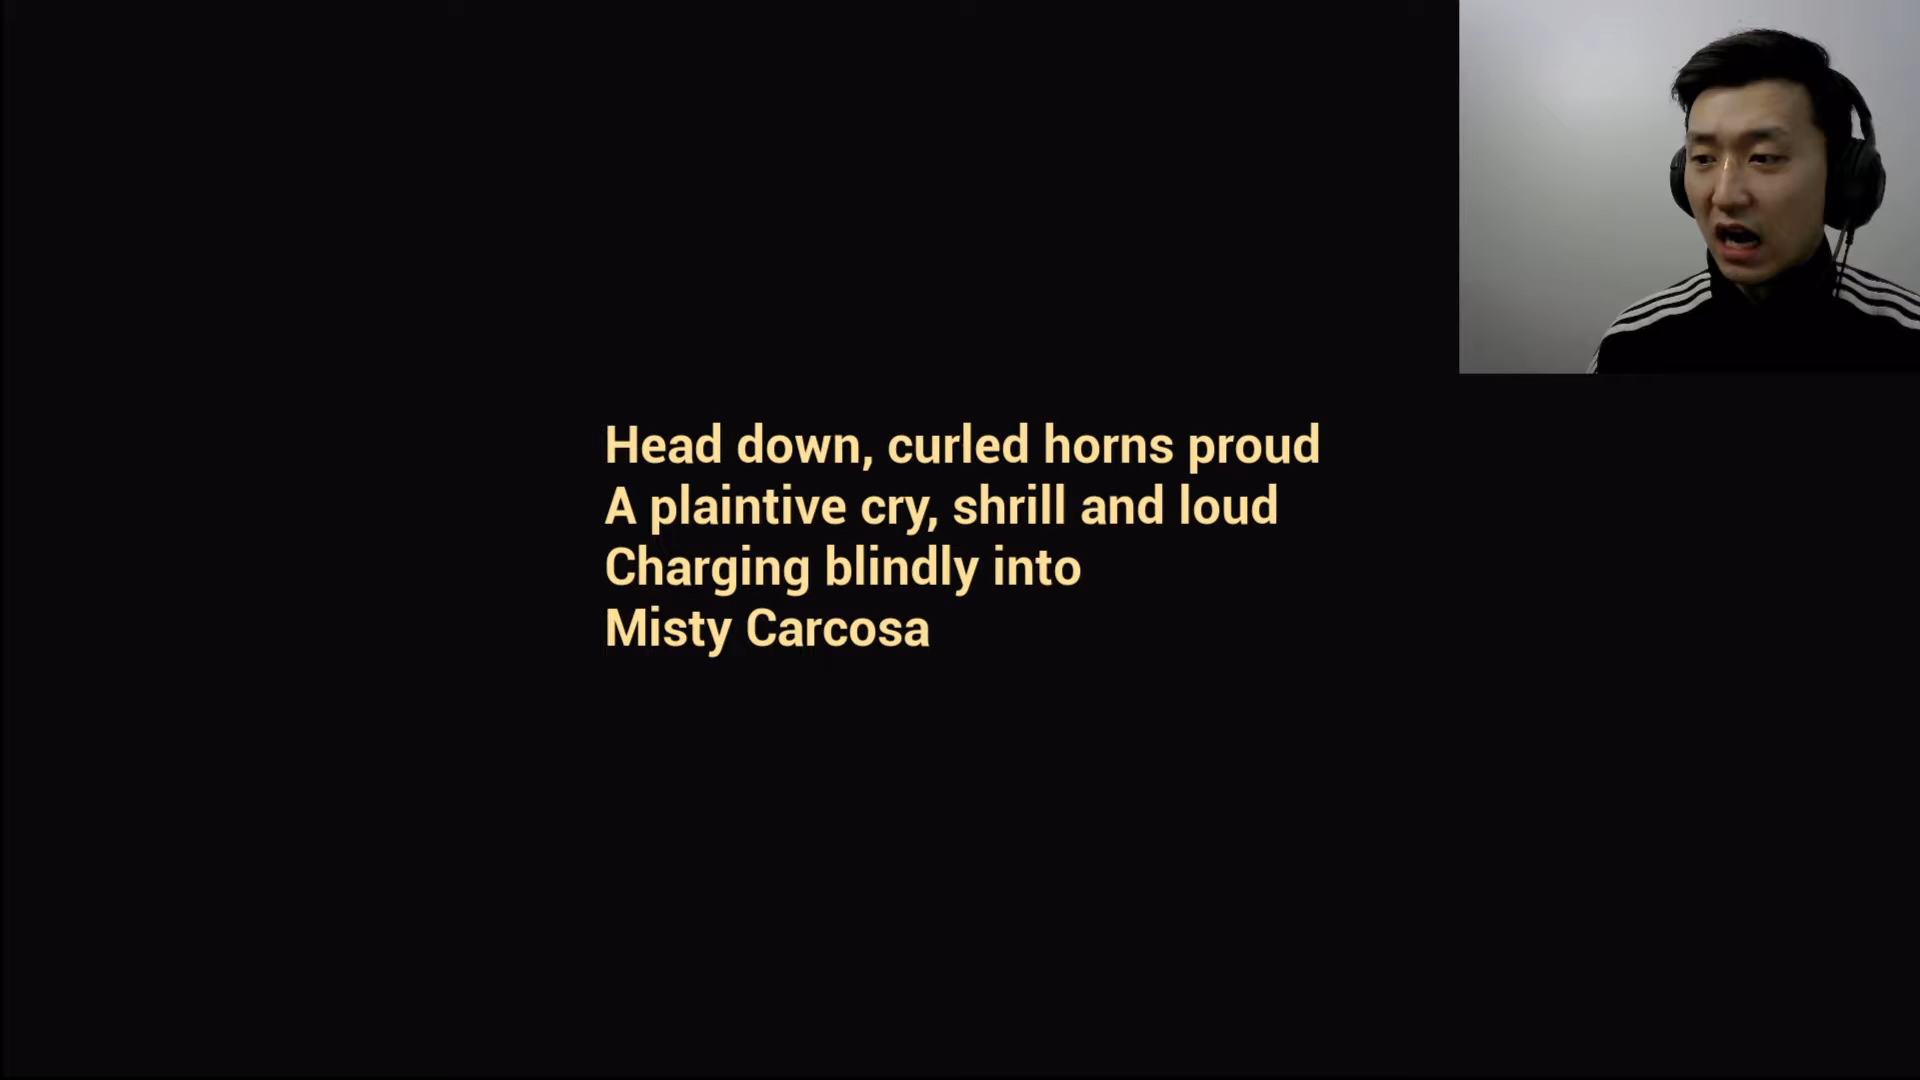 Head down, curled horns proud
A plaintive cry, shrill and loud
Charging blindly into
Misty Carcosa